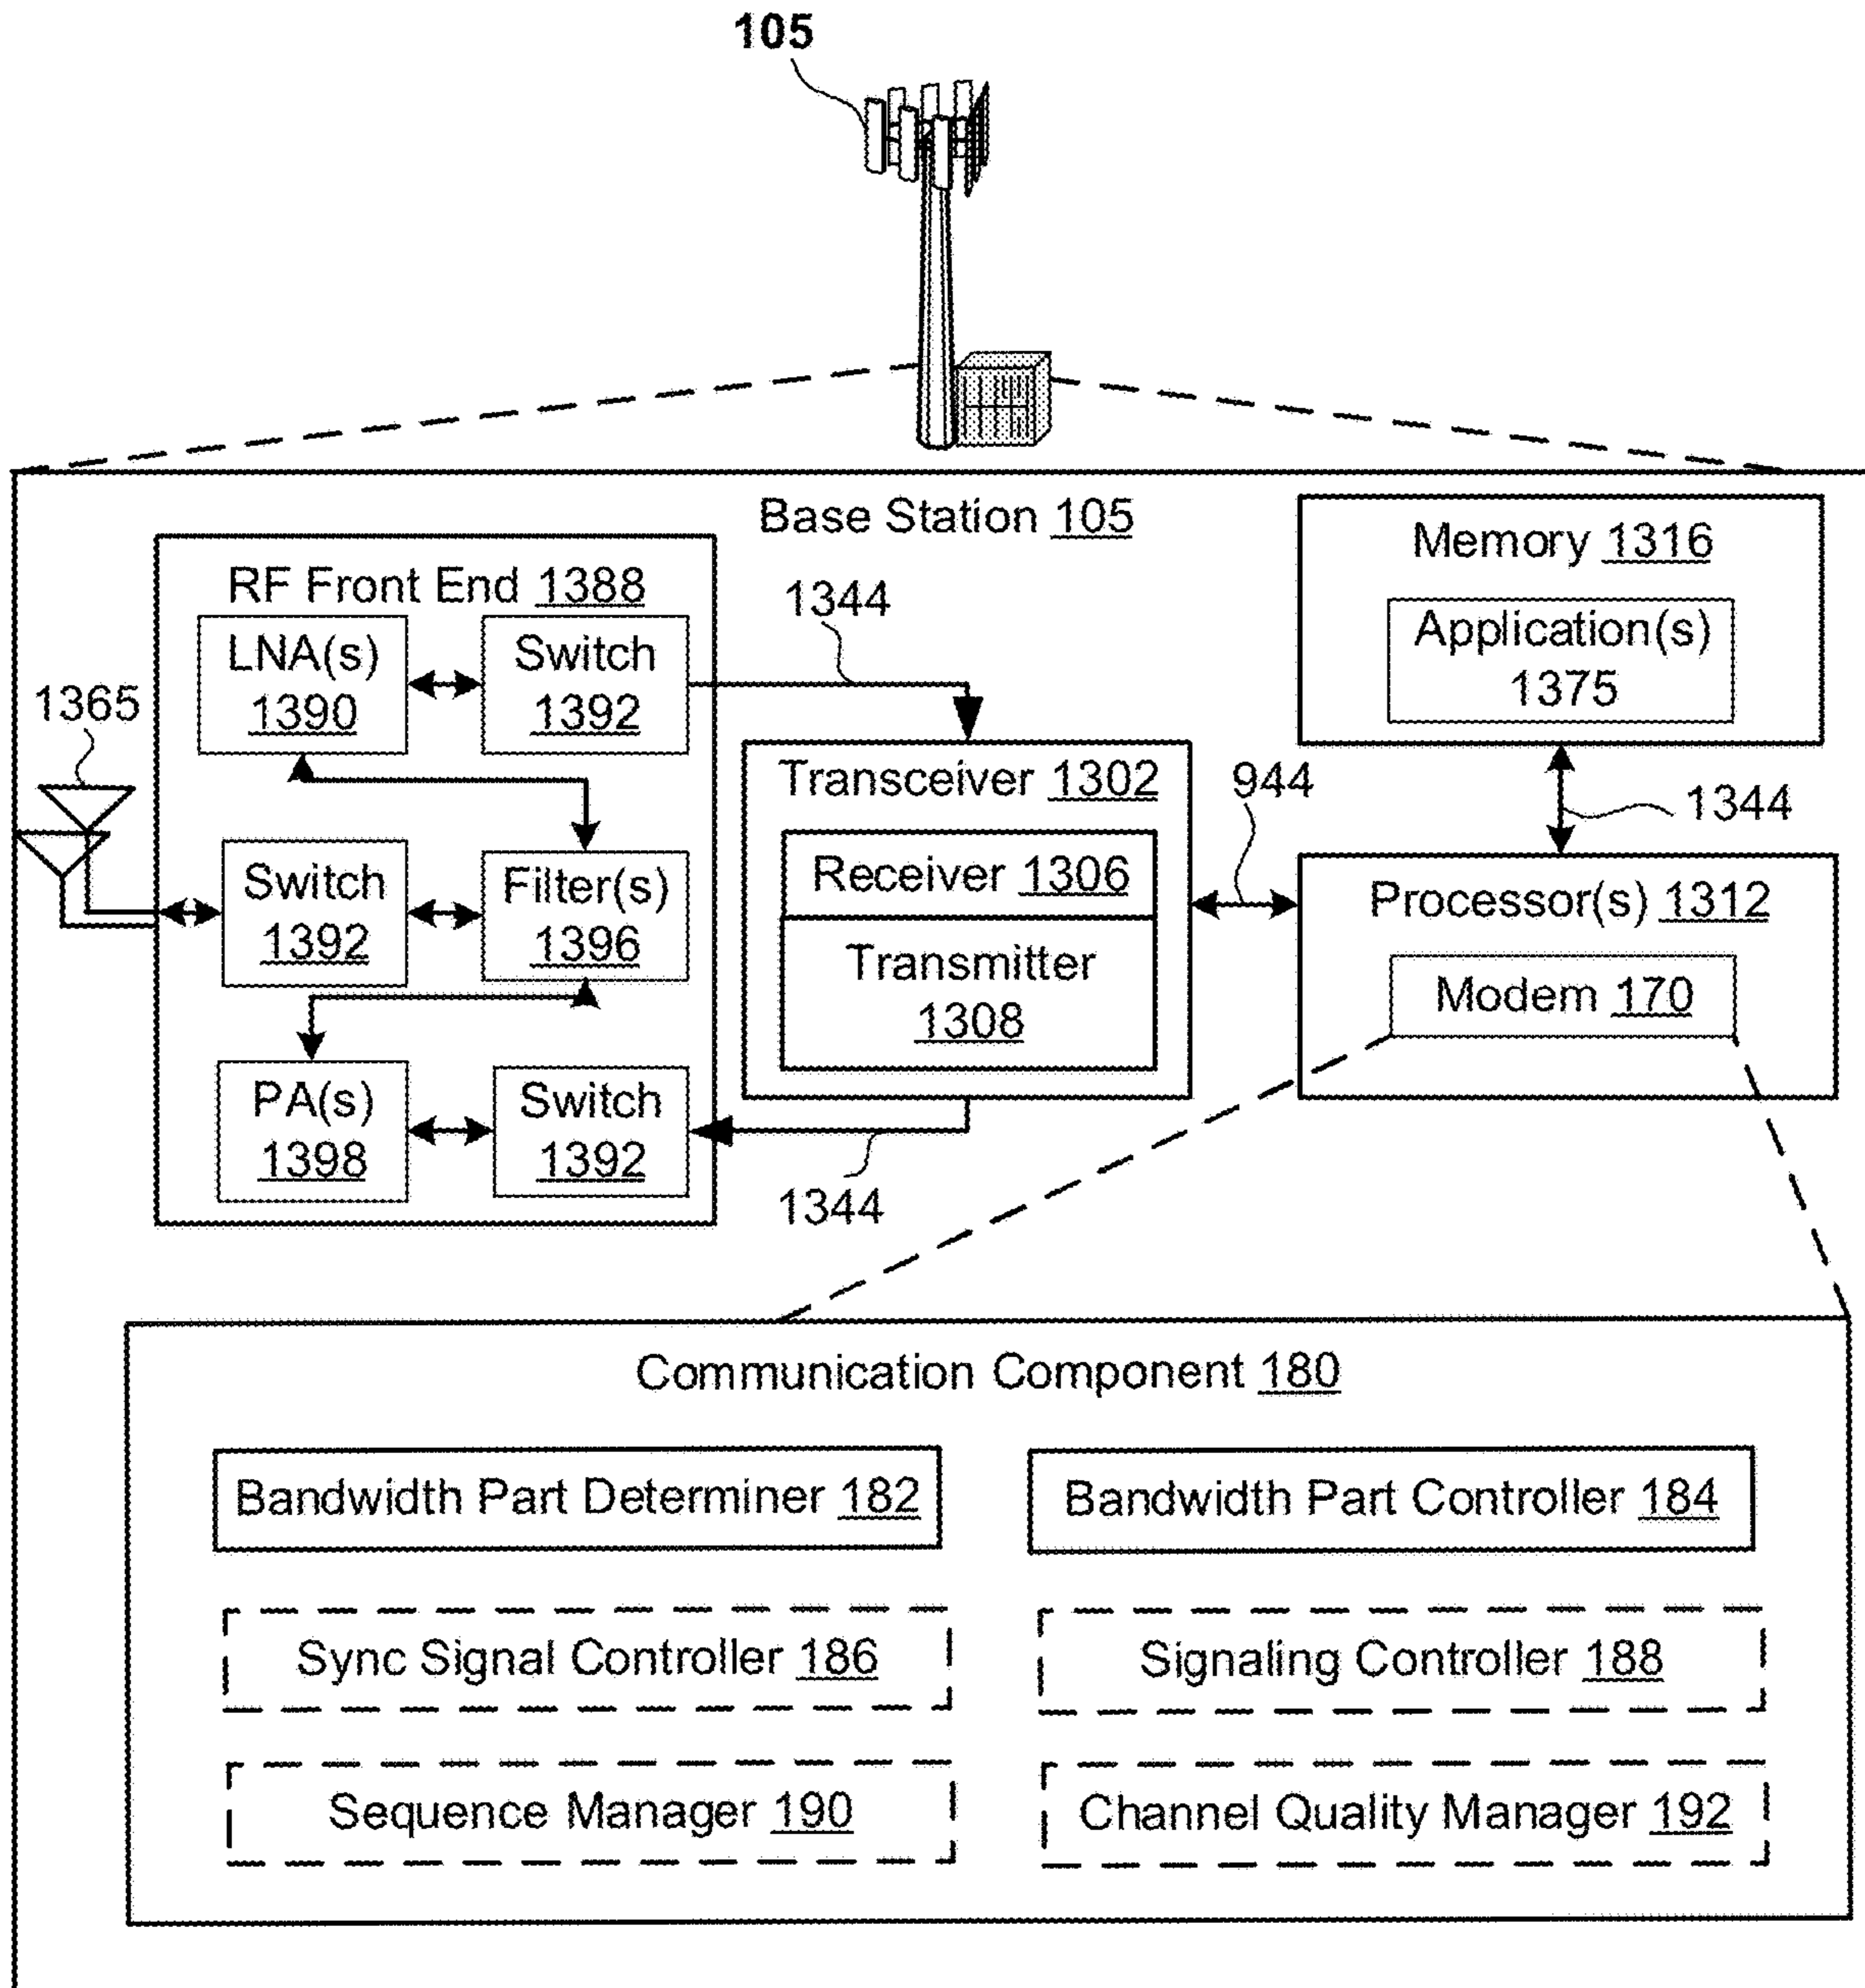 105
Base Station 105
RF Front End 1388
LNA(s)
1390
Switch
1392
1344
Memory 1316
Application(s)
1375
1365
Transceiver 1302
944
1344
Receiver 1306
Transmitter
1308
Switch
1392
Filter(s)
1396
Processor(s) 1312
Modem 170
PA(s)
1398
Switch
1392
1344
Communication Component 180
Bandwidth Part Determiner 182
Bandwidth Part Controller 184
Sync Signal Controller 186
Signaling Controller 188
Sequence Manager 190
Channel Quality Manager 192